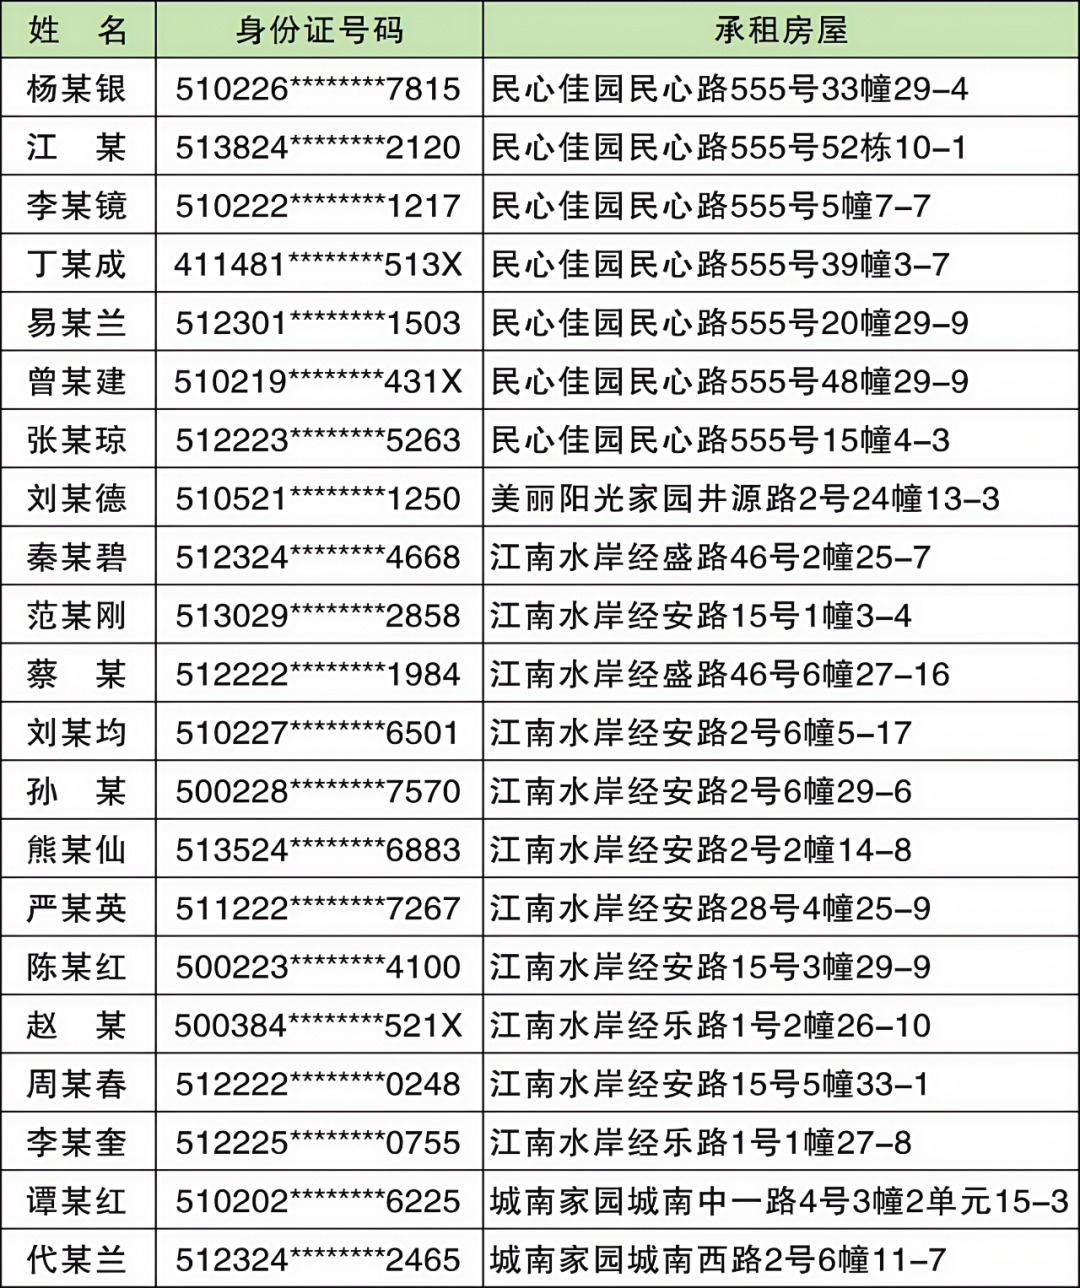 姓 名 身份证号码 承租房屋
杨某银 510226********7815 民心佳园民心路555号33幢29-4
江 某 513824********2120 民心佳园民心路555号52栋10-1
李某镜 510222********1217 民心佳园民心路555号5幢7-7
丁某成 411481********513X 民心佳园民心路555号39幢3-7
易某兰 512301********1503 民心佳园民心路555号20幢29-9
曾某建 510219********431X 民心佳园民心路555号48幢29-9
张某琼 512223********5263 民心佳园民心路555号15幢4-3
刘某德 510521********1250 美丽阳光家园井源路2号24幢13-3
秦某碧 512324********4668 江南水岸经盛路46号2幢25-7
范某刚 513029********2858 江南水岸经安路15号1幢3-4
蔡 某 512222********1984 江南水岸经盛路46号6幢27-16
刘某均 510227********6501 江南水岸经安路2号6幢5-17
孙 某 500228********7570 江南水岸经安路2号6幢29-6
熊某仙 513524********6883 江南水岸经安路2号2幢14-8
严某英 511222********7267 江南水岸经安路28号4幢25-9
陈某红 500223********4100 江南水岸经安路15号3幢29-9
赵 某 500384********521X 江南水岸经乐路1号2幢26-10
周某春 512222********0248 江南水岸经安路15号5幢33-1
李某奎 512225********0755 江南水岸经乐路1号1幢27-8
谭某红 510202********6225 城南家园城南中一路4号3幢2单元15-3
代某兰 512324********2465 城南家园城南西路2号6幢11-7